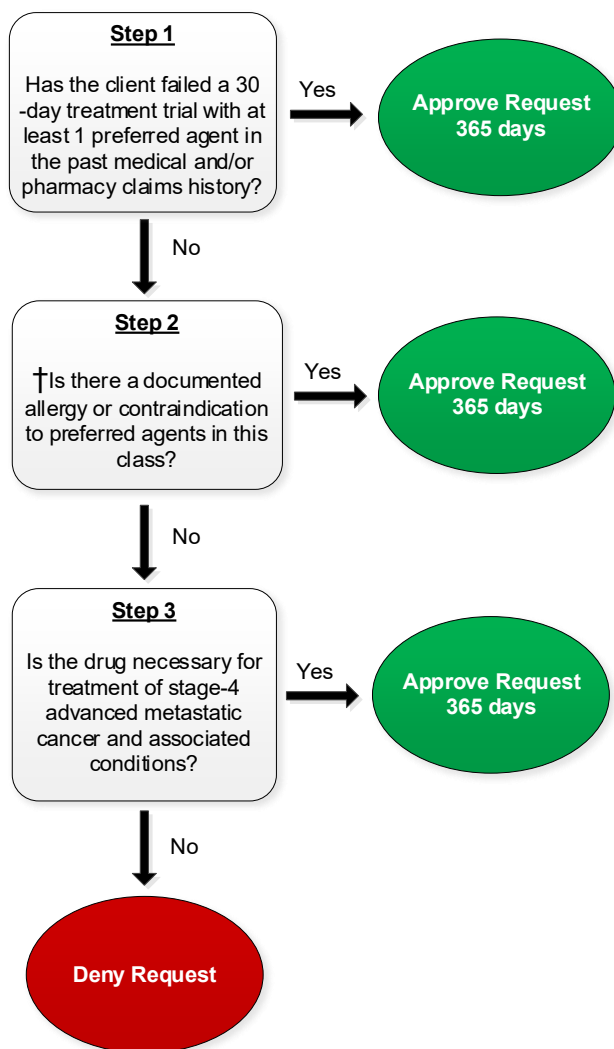 Step 1
Has the client failed a 30
-day treatment trial with at
least 1 preferred agent in
the past medical and/or
pharmacy claims history?
Yes
Approve Request
365 days
No
Step 2
†Is there a documented
allergy or contraindication
to preferred agents in this
class?
Yes
Approve Request
365 days
No
Step 3
Is the drug necessary for
treatment of stage-4
advanced metastatic
cancer and associated
conditions?
Yes
Approve Request
365 days
No
Deny Request